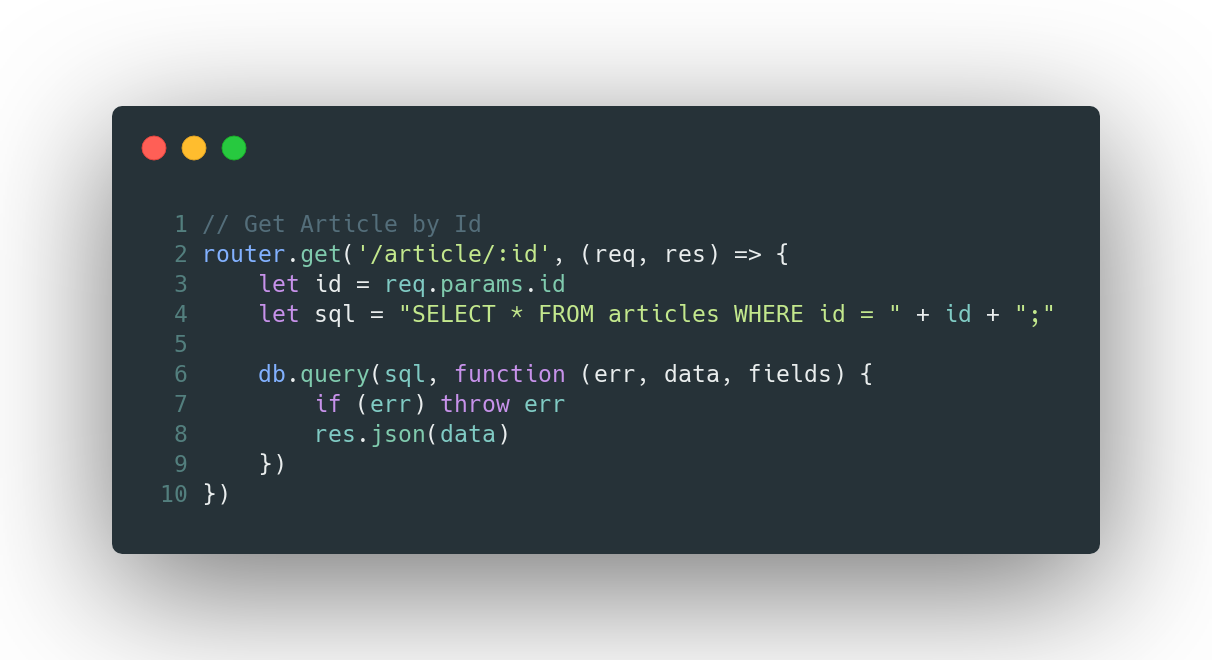 1 // Get Article by Id
2 router.get('/article/:id', (req, res) => {
3     let id = req.params.id
4     let sql = "SELECT * FROM articles WHERE id = " + id + ";"
5
6     db.query(sql, function (err, data, fields) {
7         if (err) throw err
8         res.json(data)
9     })
10 })